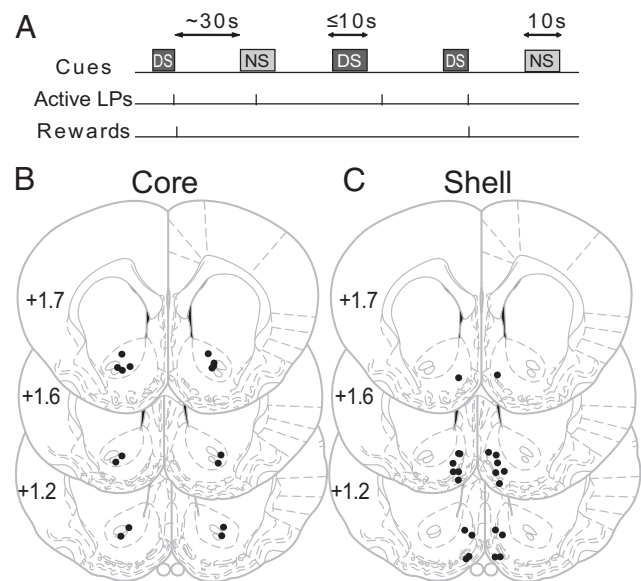 A
~30s ≤10s 10s
Cues DS NS DS DS NS
Active LPs
Rewards
B Core
C Shell
+1.7 +1.7
+1.6 +1.6
+1.2 +1.2